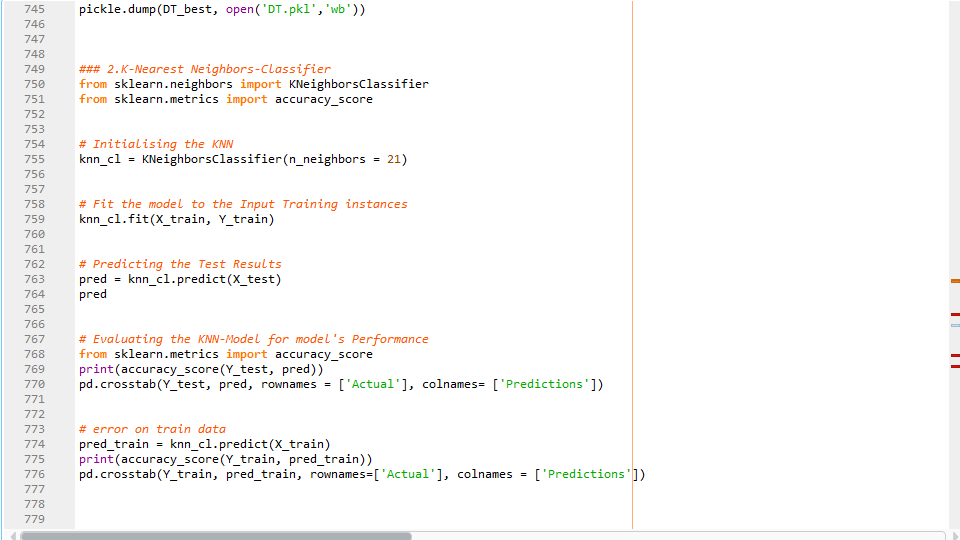 745 pickle.dump(DT_best, open('DT.pkl','wb'))
746
747
748
749 ### 2.K-Nearest Neighbors-Classifier
750 from sklearn.neighbors import KNeighborsClassifier
751 from sklearn.metrics import accuracy_score
752
753
754 # Initialising the KNN
755 knn_cl = KNeighborsClassifier(n_neighbors = 21)
756
757
758 # Fit the model to the Input Training instances
759 knn_cl.fit(X_train, Y_train)
760
761
762 # Predicting the Test Results
763 pred = knn_cl.predict(X_test)
764 pred
765
766
767 # Evaluating the KNN-Model for model's Performance
768 from sklearn.metrics import accuracy_score
769 print(accuracy_score(Y_test, pred))
770 pd.crosstab(Y_test, pred, rownames = ['Actual'], colnames= ['Predictions'])
771
772
773 # error on train data
774 pred_train = knn_cl.predict(X_train)
775 print(accuracy_score(Y_train, pred_train))
776 pd.crosstab(Y_train, pred_train, rownames=['Actual'], colnames = ['Predictions'])
777
778
779